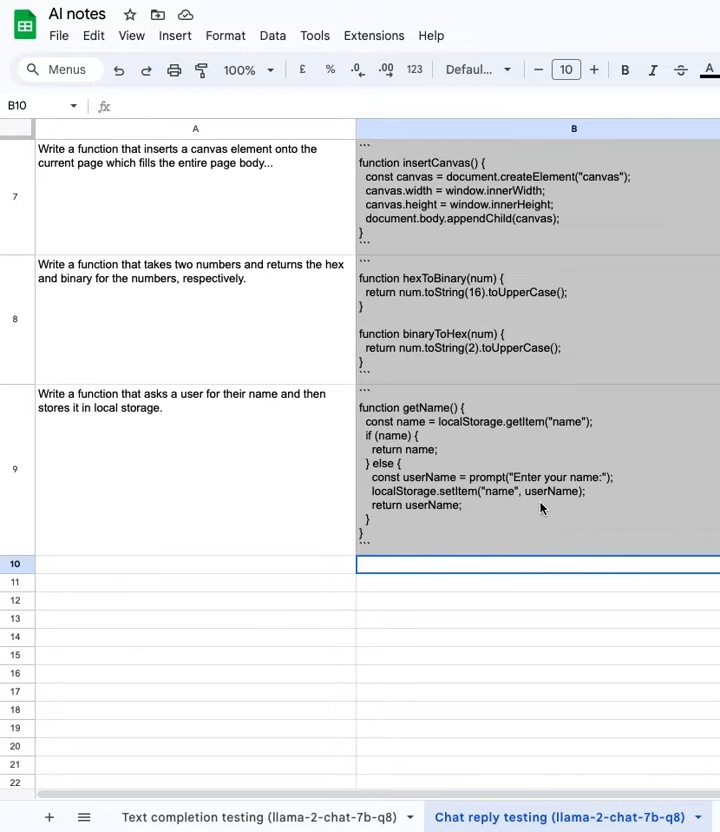 AI notes
File Edit View Insert Format Data Tools Extensions Help
Menus 100% £ % .0 .00 123 Defaul... − 10 + B I S A
B10 fx
A B
7
Write a function that inserts a canvas element onto the
current page which fills the entire page body...
```
function insertCanvas() {
const canvas = document.createElement("canvas");
canvas.width = window.innerWidth;
canvas.height = window.innerHeight;
document.body.appendChild(canvas);
}
```
8
Write a function that takes two numbers and returns the hex
and binary for the numbers, respectively.
```
function hexToBinary(num) {
return num.toString(16).toUpperCase();
}
function binaryToHex(num) {
return num.toString(2).toUpperCase();
}
```
9
Write a function that asks a user for their name and then
stores it in local storage.
```
function getName() {
const name = localStorage.getItem("name");
if (name) {
return name;
} else {
const userName = prompt("Enter your name:");
localStorage.setItem("name", userName);
return userName;
}
}
```
10
11
12
13
14
15
16
17
18
19
20
21
22
+ Text completion testing (llama-2-chat-7b-q8) Chat reply testing (llama-2-chat-7b-q8)